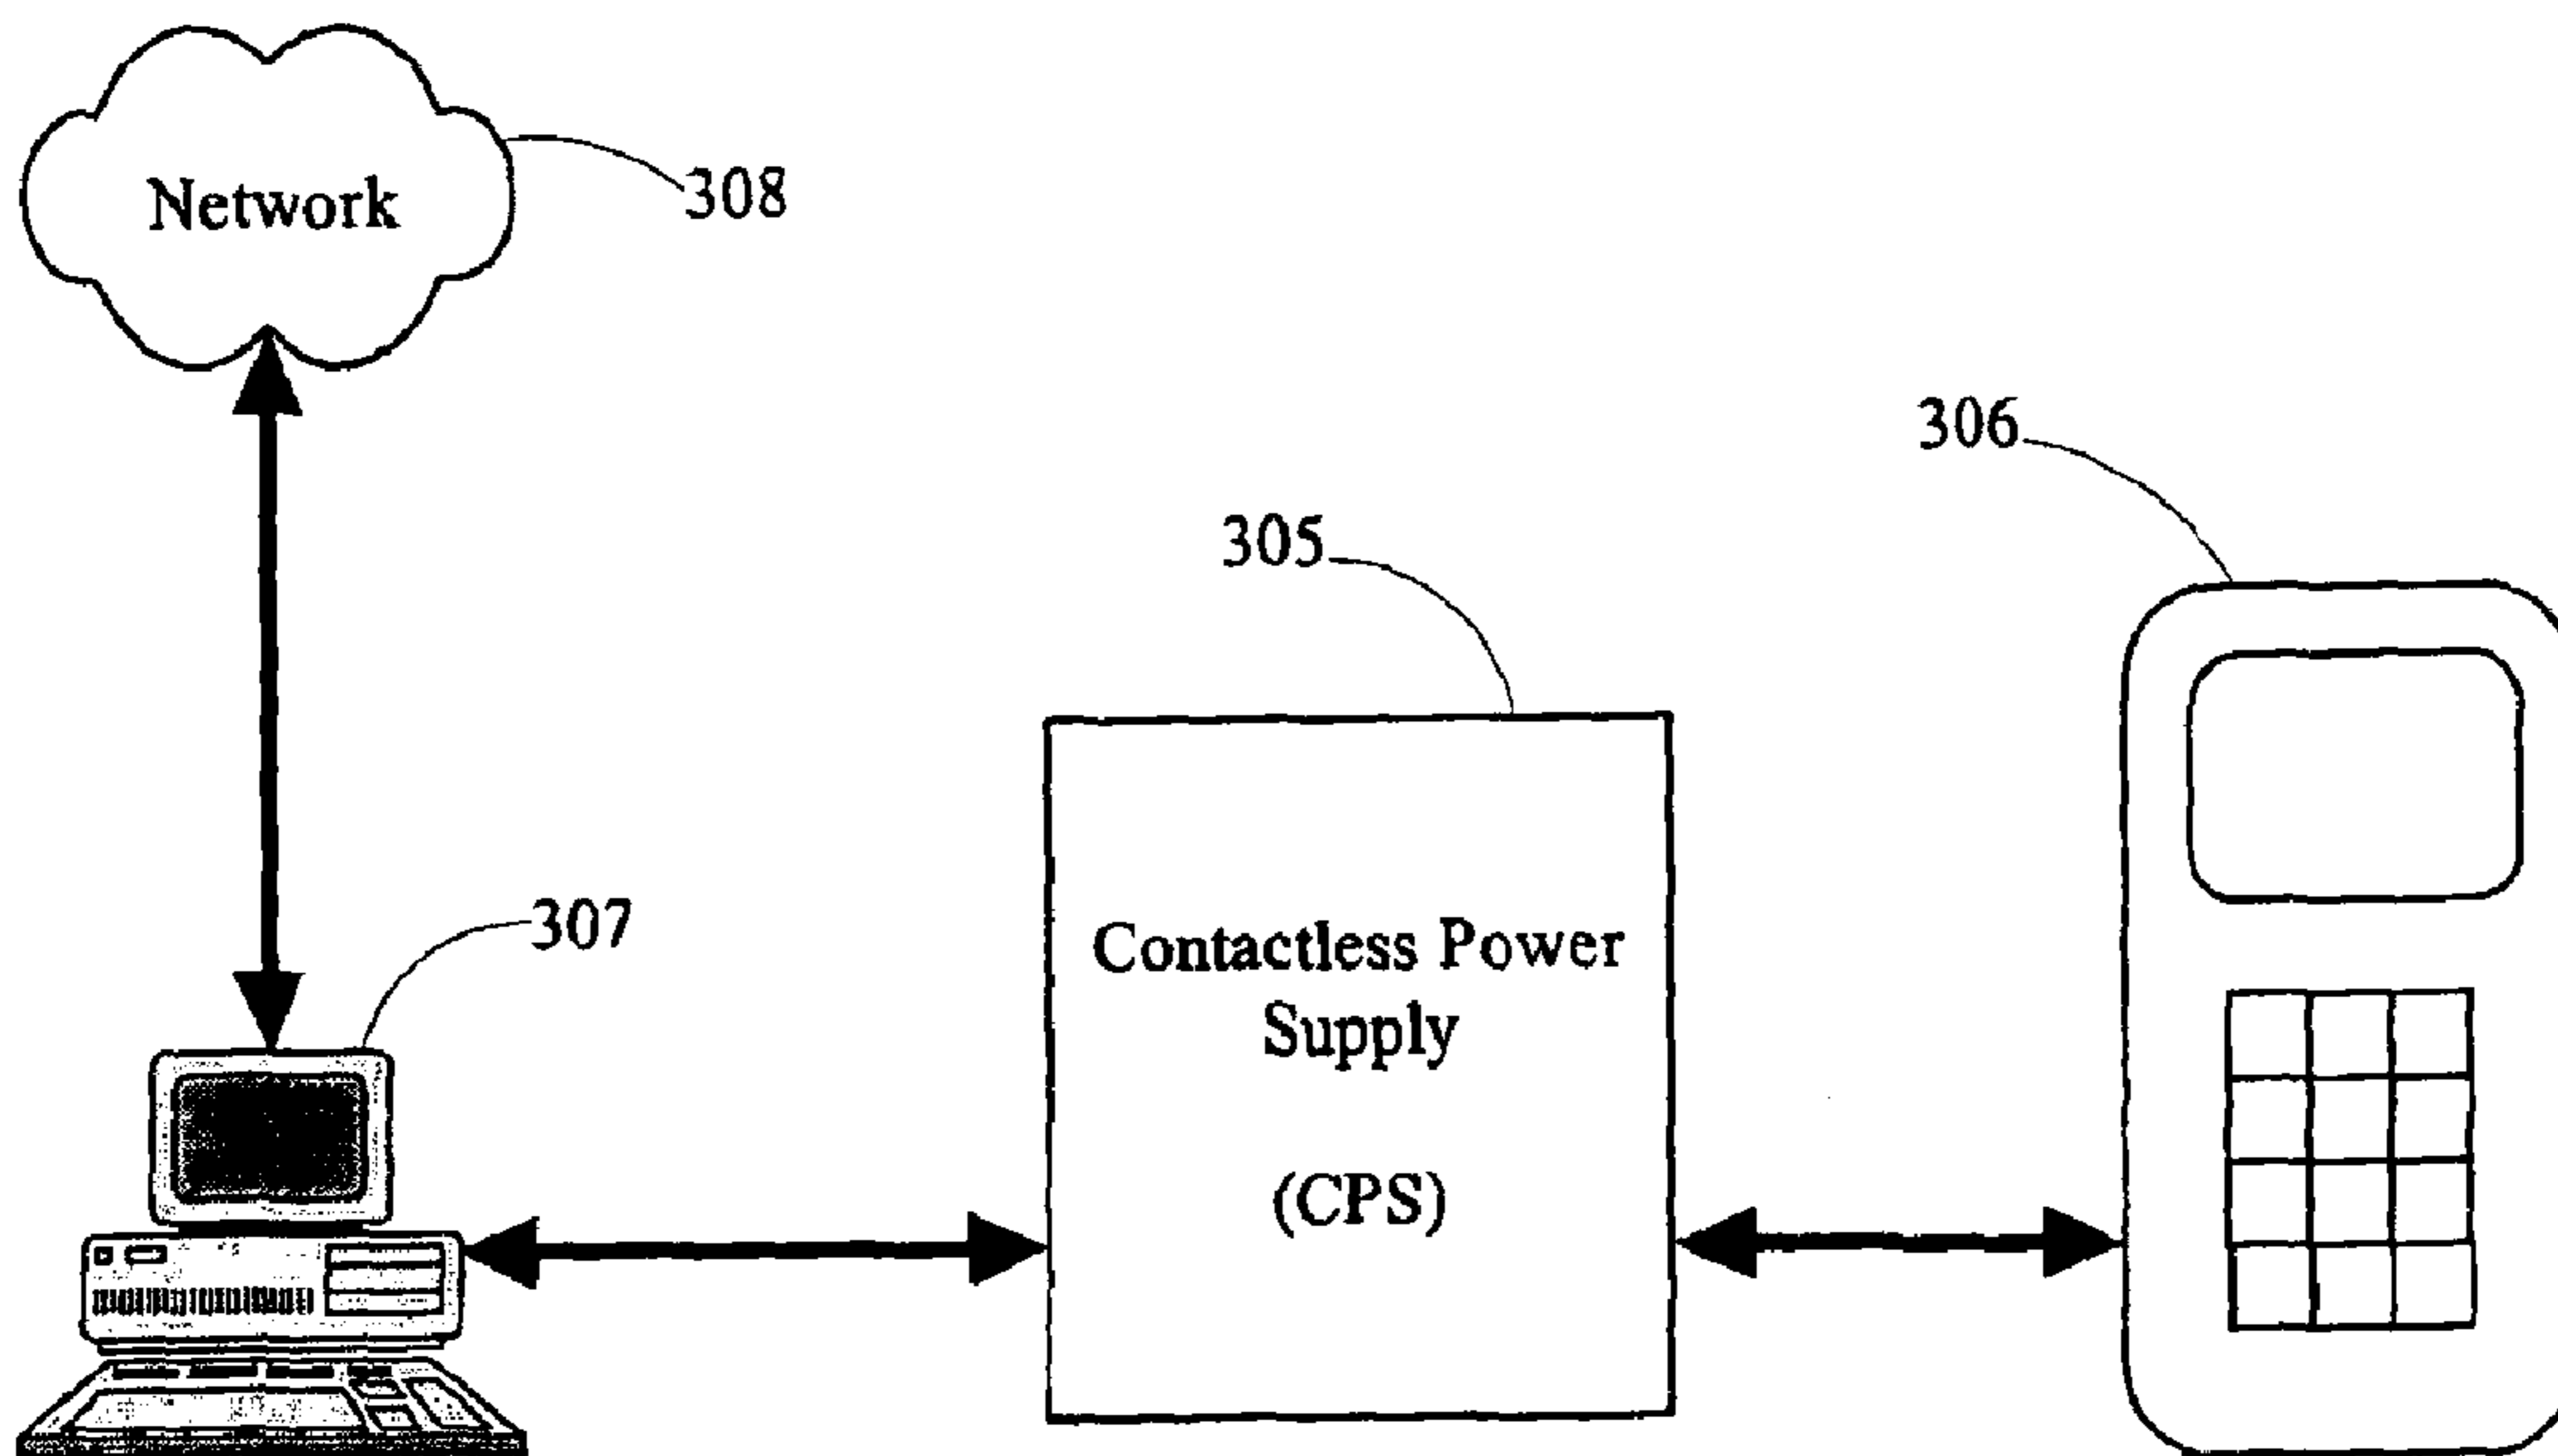 Network
308
306
305
307
Contactless Power
Supply
(CPS)